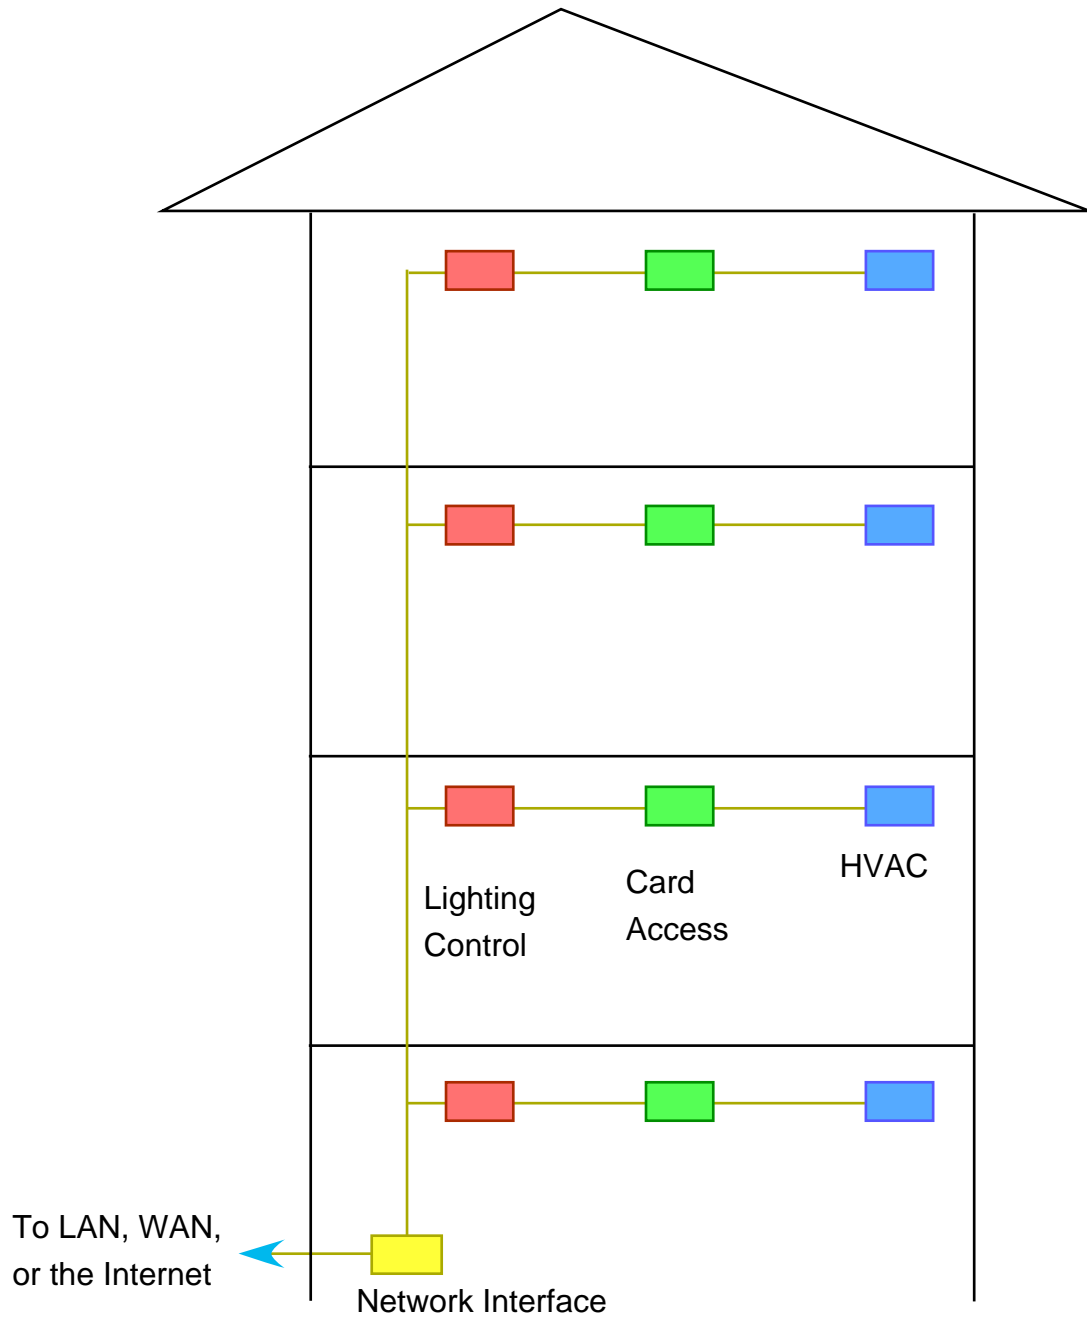 HVAC
Card
Access
Lighting
Control
To LAN, WAN,
or the Internet
Network Interface